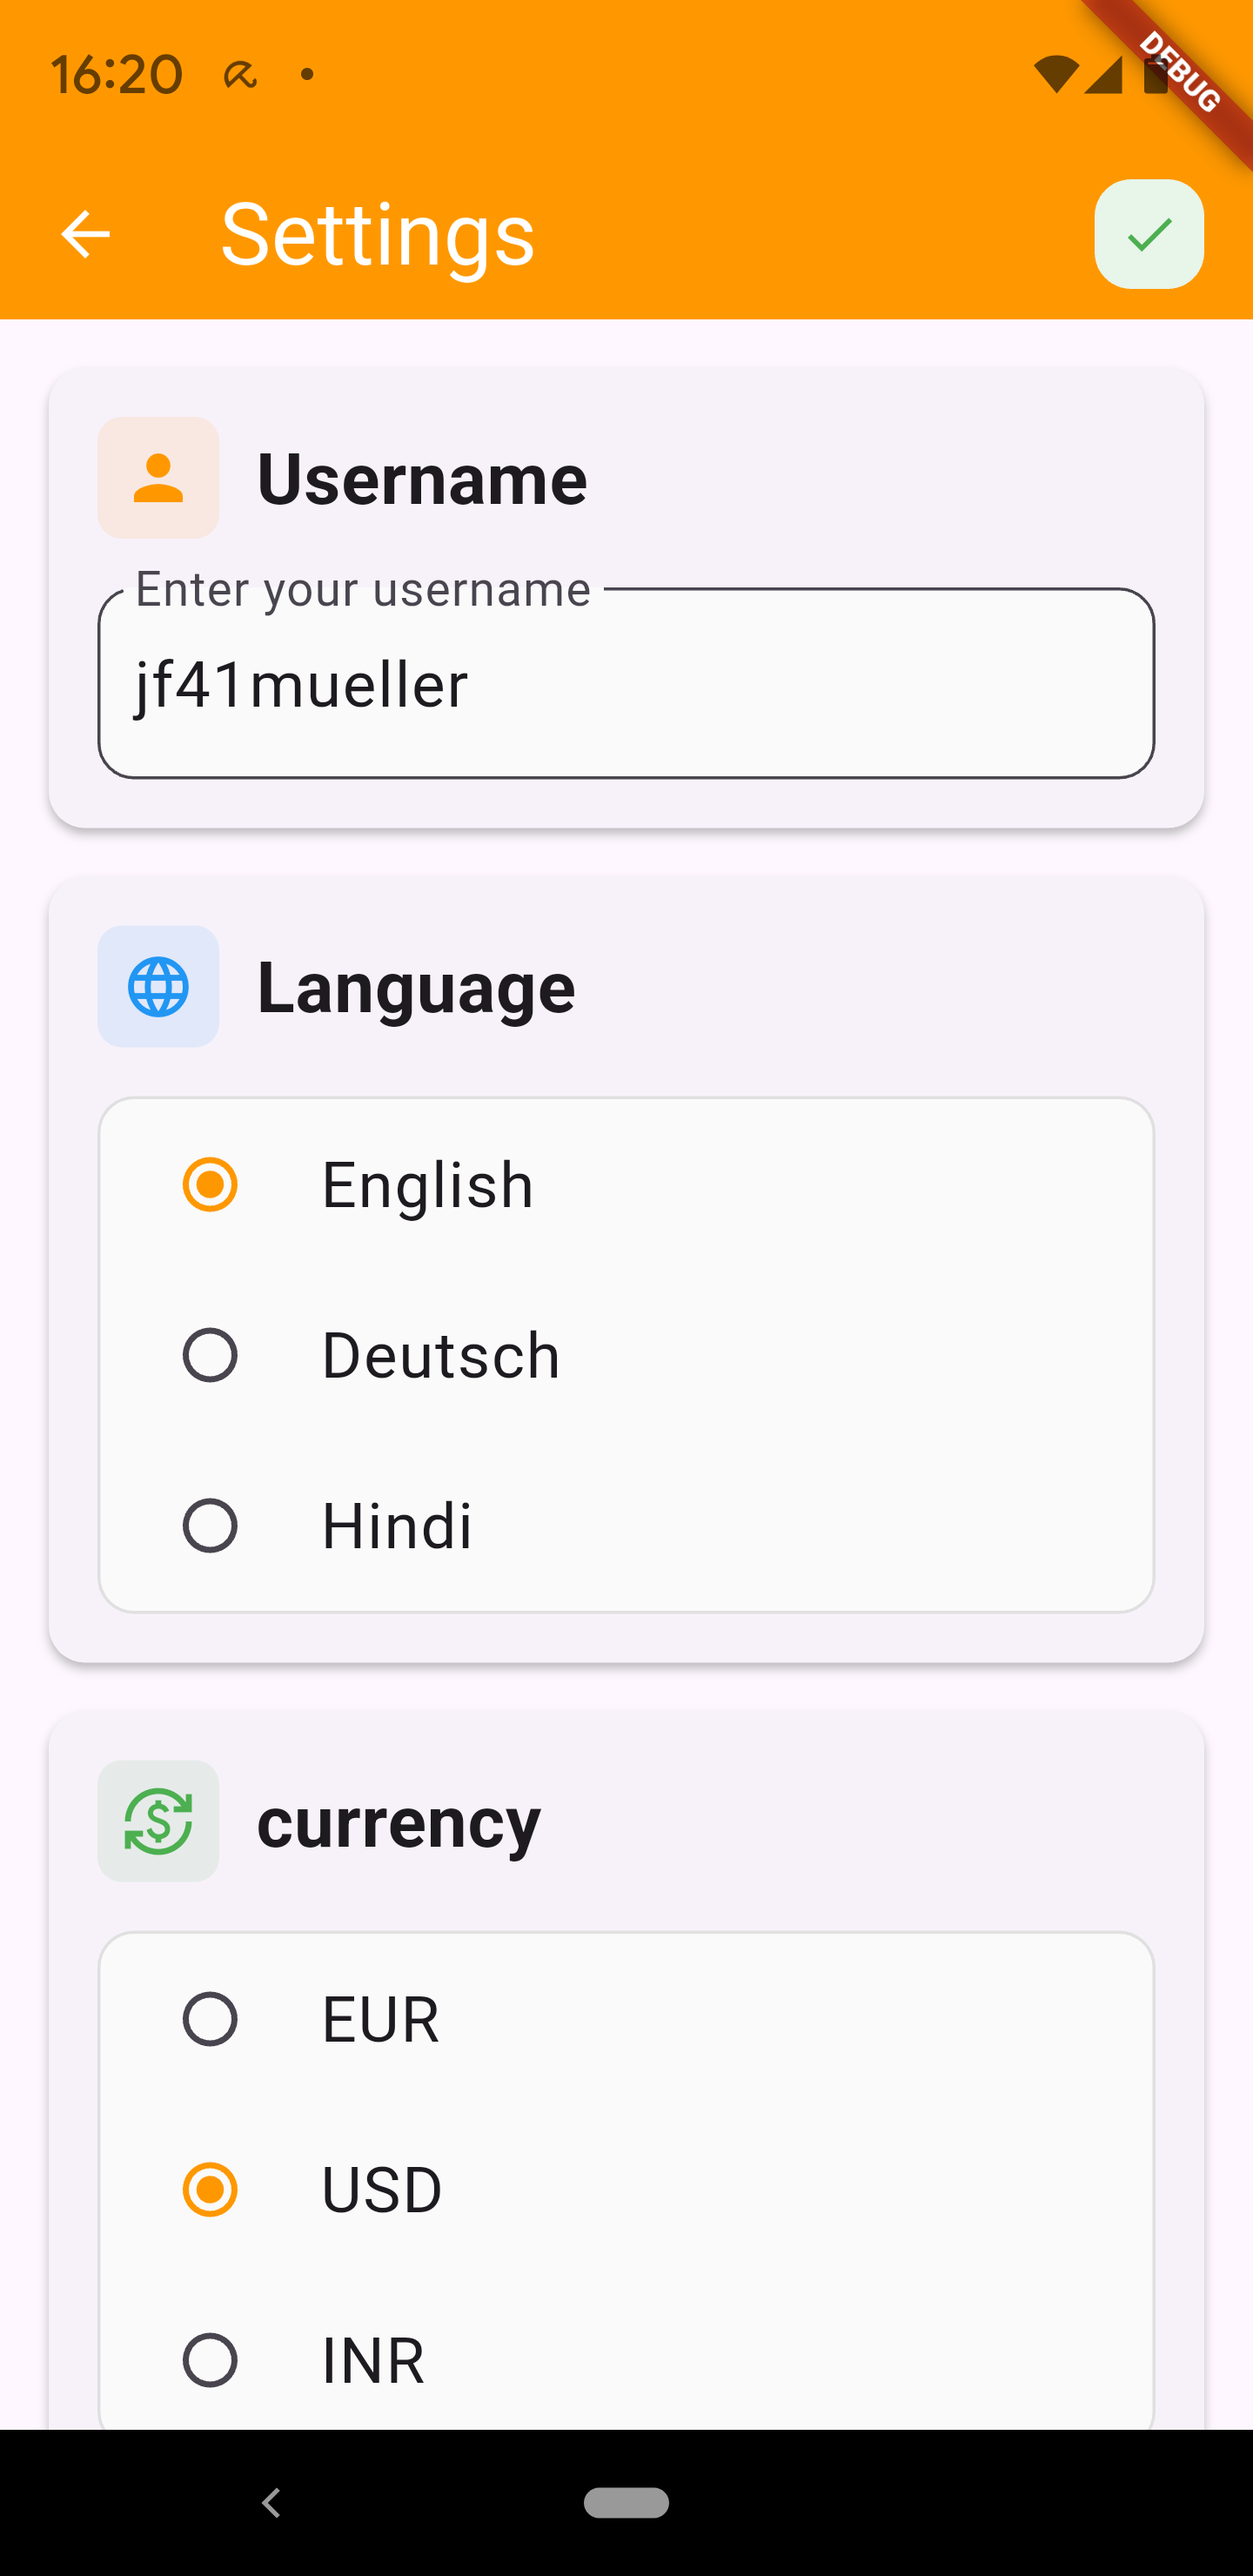 16:20
DEBUG
Settings
Username
Enter your username
jf41mueller
Language
English
Deutsch
Hindi
currency
EUR
USD
INR